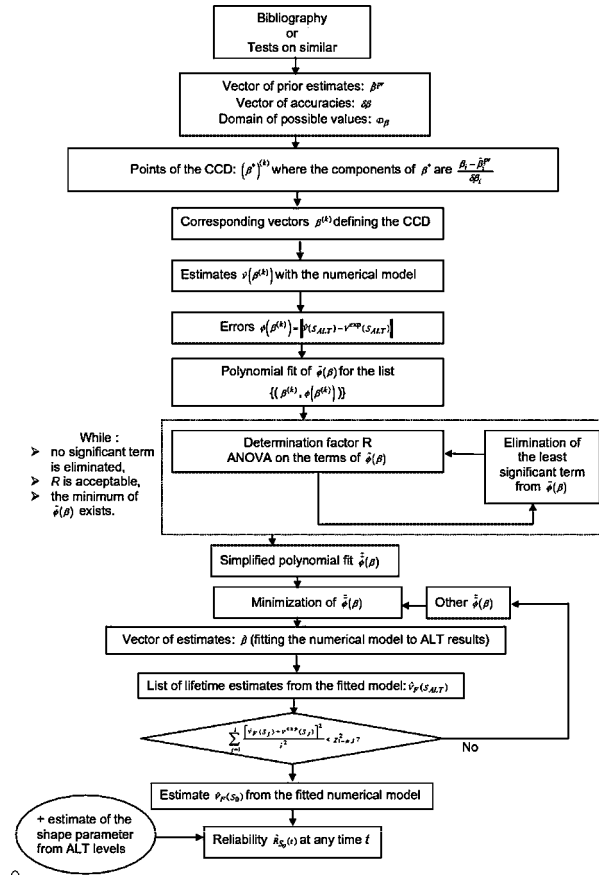 Bibliography
or
Tests on similar
Vector of prior estimates: β̂^pr
Vector of accuracies: δβ
Domain of possible values: 𝒟_β
Points of the CCD: (β*)^(k) where the components of β* are (β_i − β̂_i^pr) / δβ_i
Corresponding vectors β^(k) defining the CCD
Estimates ν̂(β^(k)) with the numerical model
Errors ϕ(β^(k)) = ‖ν̂(S_ALT) − ν^exp(S_ALT)‖
Polynomial fit of ϕ̃(β) for the list
{( β^(k), ϕ(β^(k)) )}
While :
➢ no significant term
is eliminated,
➢ R is acceptable,
➢ the minimum of
ϕ̃(β) exists.
Determination factor R
ANOVA on the terms of ϕ̃(β)
Elimination of
the least
significant term
from ϕ̃(β)
Simplified polynomial fit ϕ̃̃(β)
Minimization of ϕ̃̃(β)
Other ϕ̃̃(β)
Vector of estimates: β̂ (fitting the numerical model to ALT results)
List of lifetime estimates from the fitted model: ν̂_F(S_ALT)
No
Estimate ν̂_F(S_0) from the fitted numerical model
+ estimate of the
shape parameter
from ALT levels
Reliability R̂_S0(t) at any time t